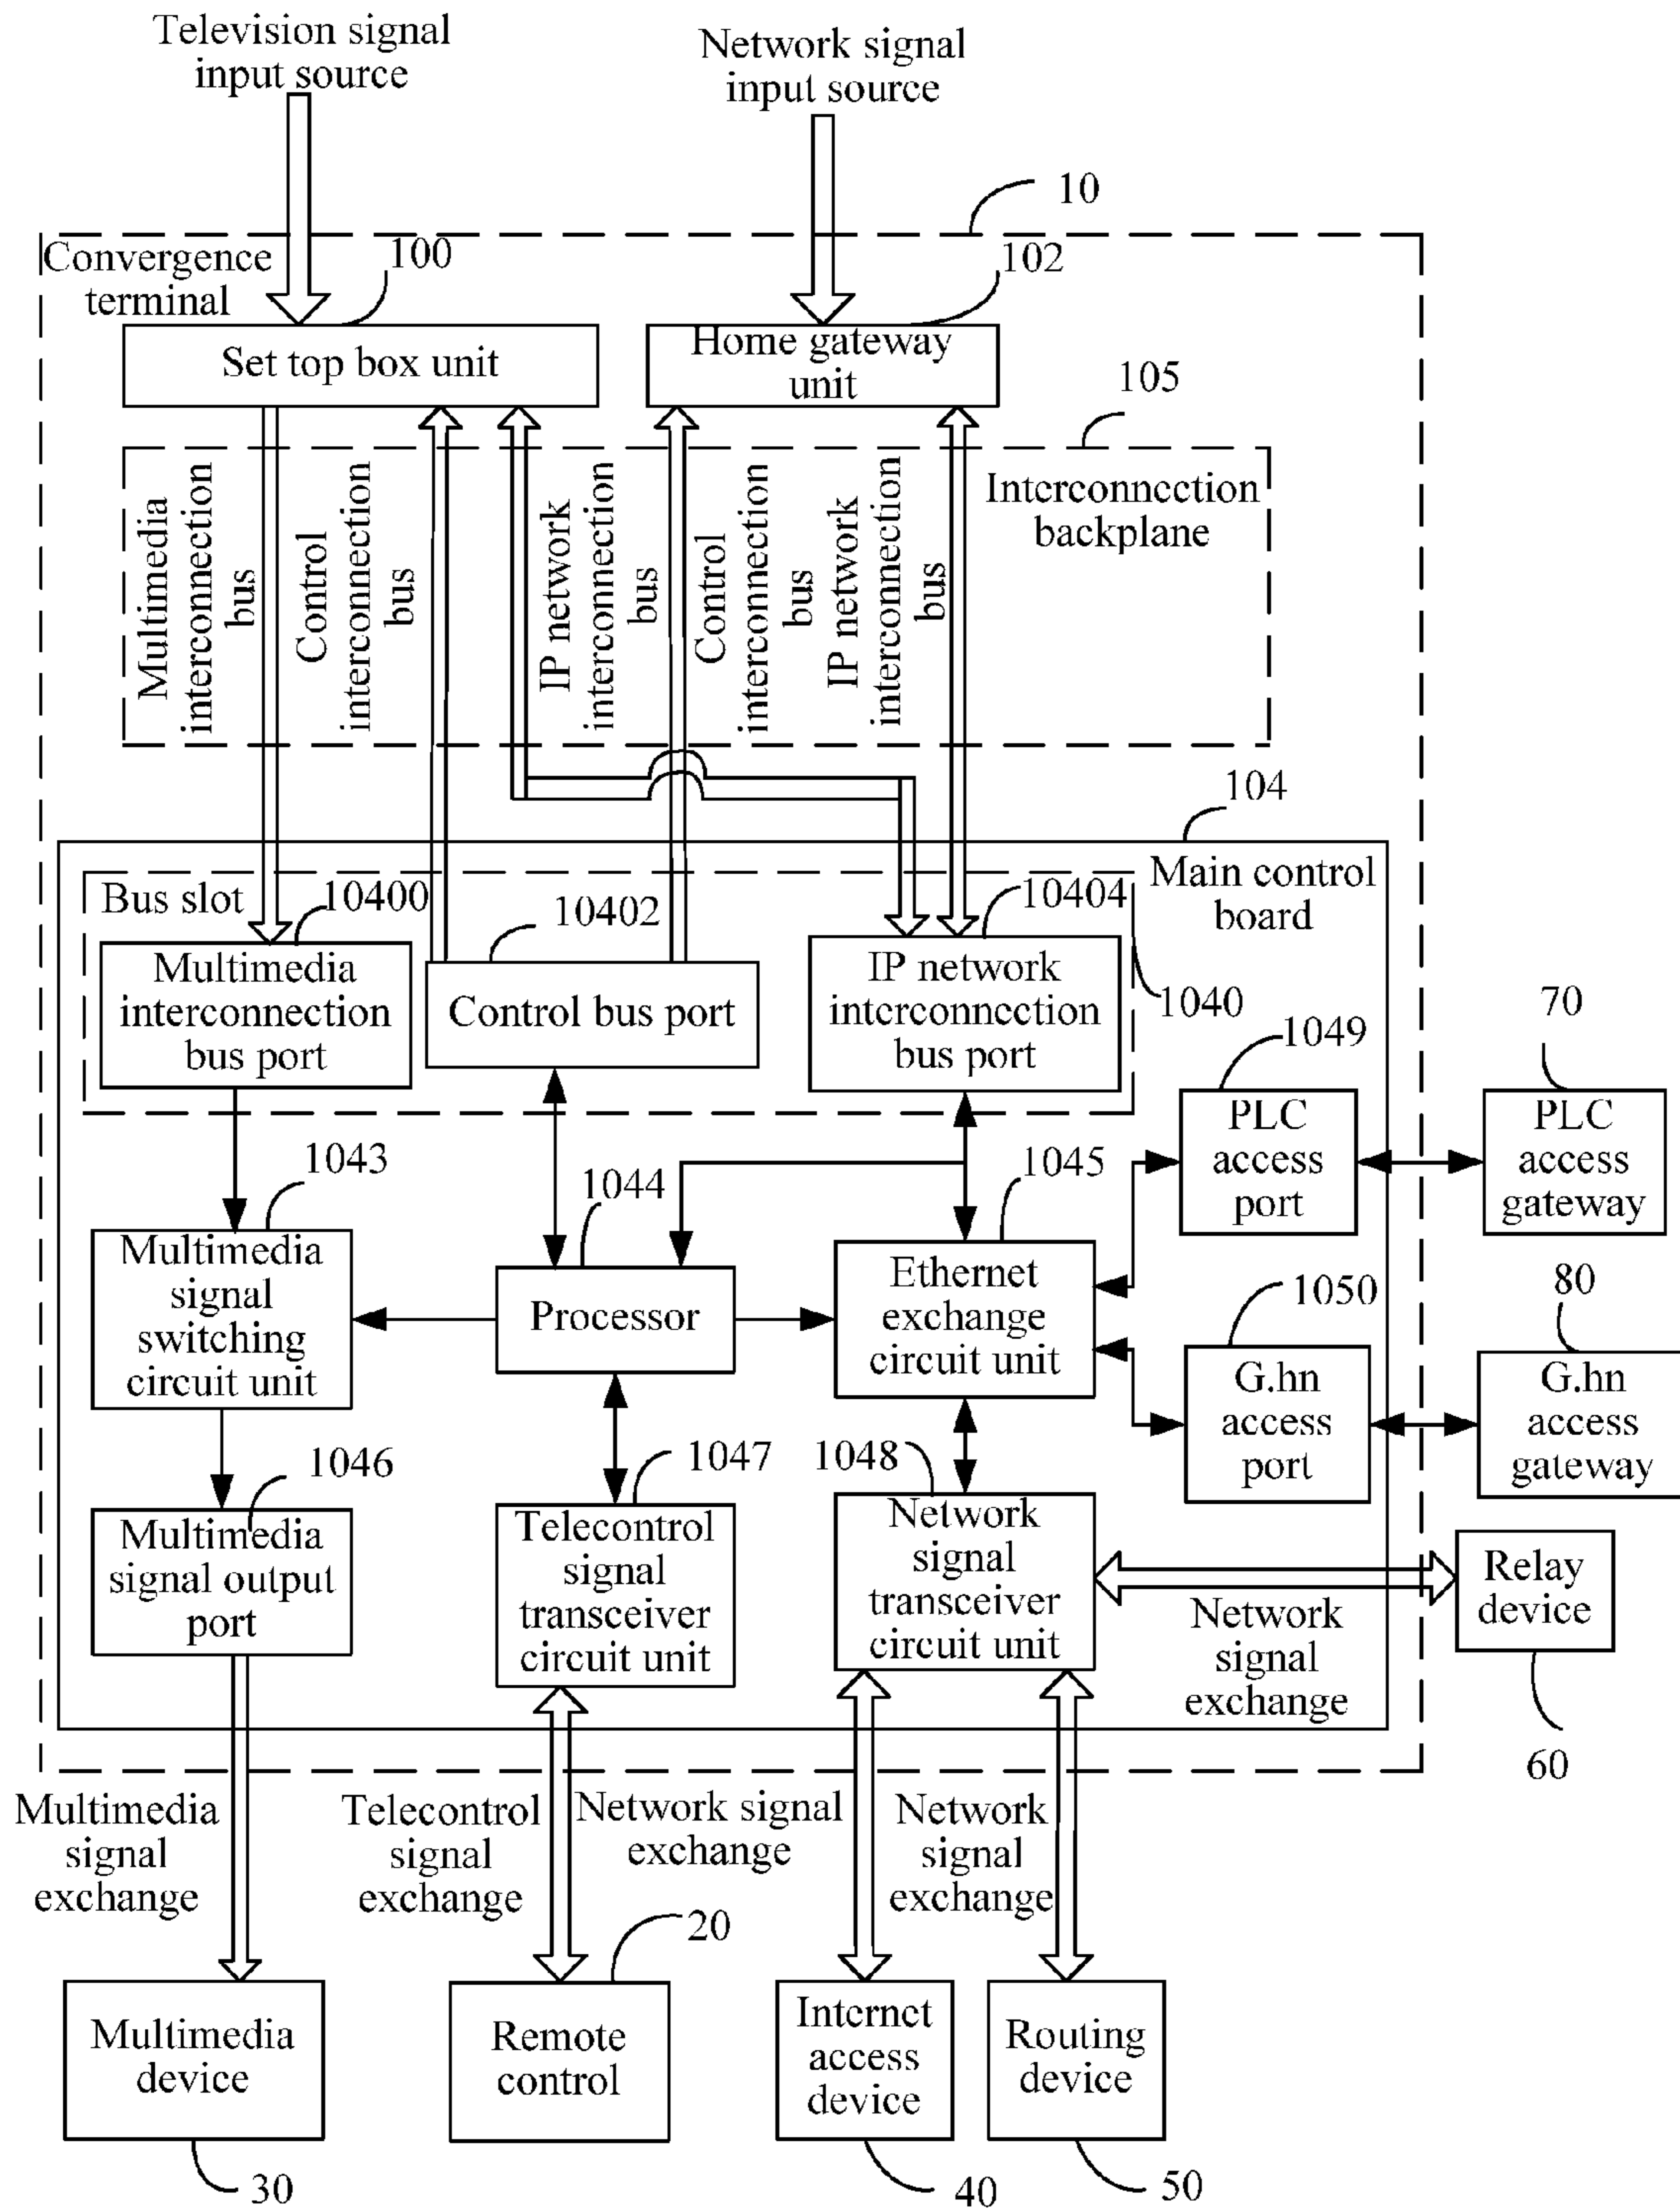 Television signal
input source
Network signal
input source
10
Convergence
terminal
100
102
Set top box unit
Home gateway
unit
105
Multimedia
interconnection
bus
Control
interconnection
bus
IP network
interconnection
bus
Control
interconnection
bus
IP network
interconnection
bus
Interconnection
backplane
104
Main control
board
Bus slot
10400
10402
10404
1040
Multimedia
interconnection
bus port
Control bus port
IP network
interconnection
bus port
1049
70
PLC
access
port
PLC
access
gateway
1043
1044
1045
Multimedia
signal
switching
circuit unit
Processor
Ethernet
exchange
circuit unit
1050
80
G.hn
access
port
G.hn
access
gateway
1046
1047
1048
Multimedia
signal output
port
Telecontrol
signal
transceiver
circuit unit
Network
signal
transceiver
circuit unit
Relay
device
Network
signal
exchange
60
Multimedia
signal
exchange
Telecontrol
signal
exchange
Network signal
exchange
Network
signal
exchange
20
Multimedia
device
Remote
control
Internet
access
device
Routing
device
30
40
50